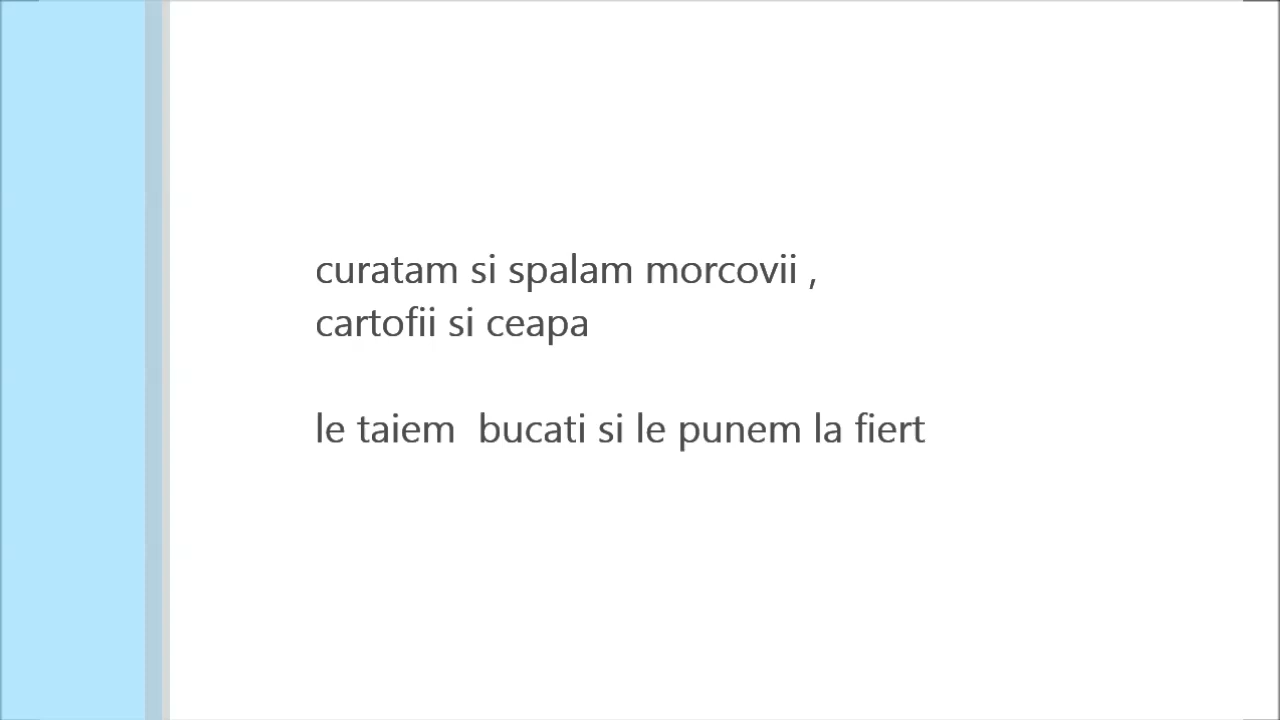 curatam si spalam morcovii ,
cartofii si ceapa
le taiem  bucati si le punem la fiert